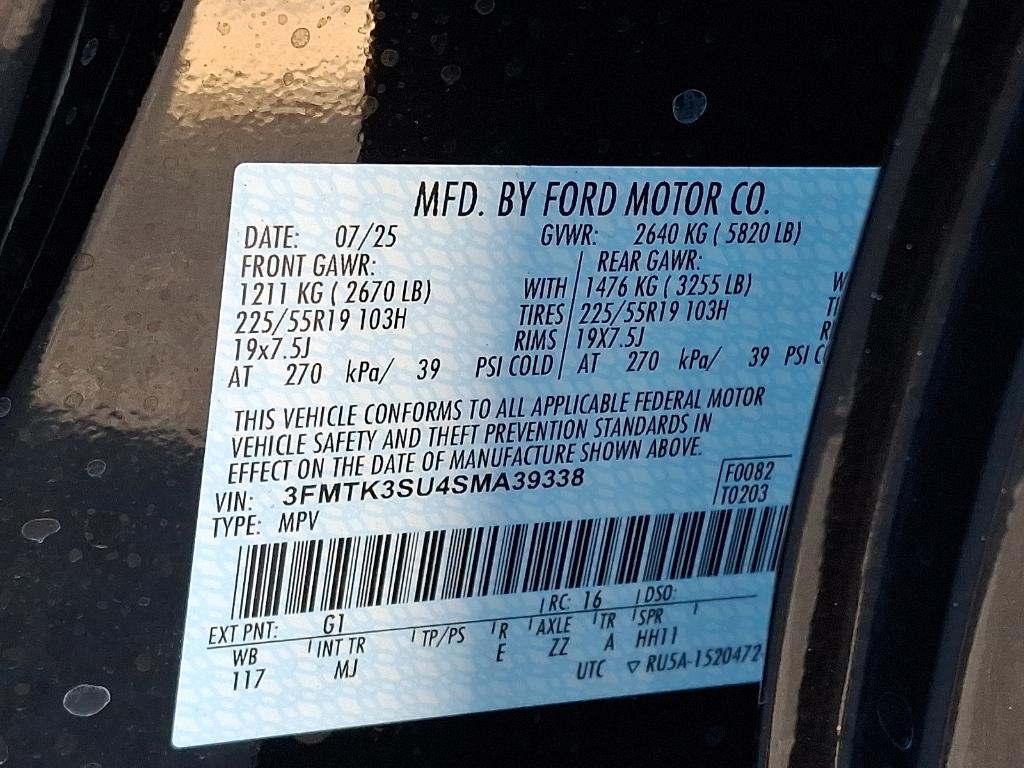 MFD. BY FORD MOTOR CO.
DATE: 07/25 GVWR: 2640 KG ( 5820 LB)
FRONT GAWR: REAR GAWR:
1211 KG ( 2670 LB) WITH 1476 KG ( 3255 LB)
225/55R19 103H TIRES 225/55R19 103H
19x7.5J RIMS 19X7.5J
AT 270 kPa/ 39 PSI COLD AT 270 kPa/ 39 PSI
THIS VEHICLE CONFORMS TO ALL APPLICABLE FEDERAL MOTOR
VEHICLE SAFETY AND THEFT PREVENTION STANDARDS IN
EFFECT ON THE DATE OF MANUFACTURE SHOWN ABOVE.
VIN: 3FMTK3SU4SMA39338 F0082
TYPE: MPV T0203
EXT PNT: G1 RC: 16 DSO:
WB INT TR TP/PS R AXLE TR SPR
117 MJ E ZZ A HH11
UTC ▽ RU5A-1520472-